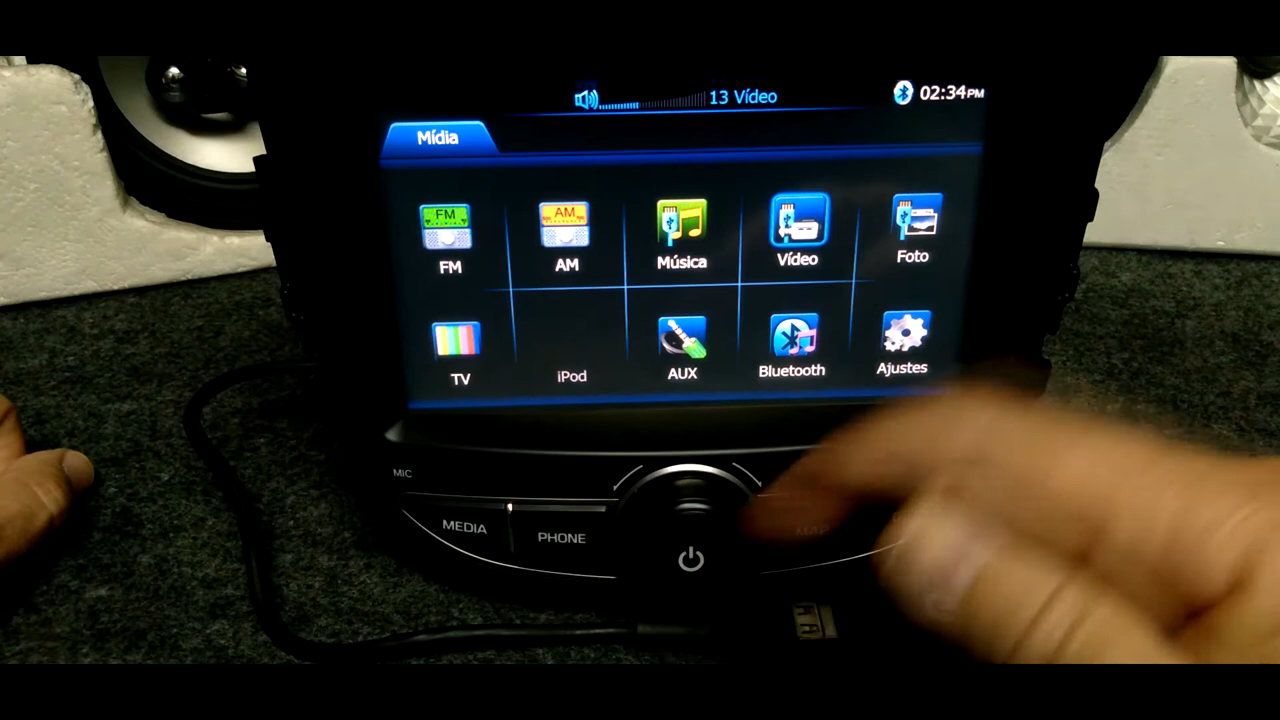 13 Vídeo
02:34PM
Mídia
FM
AM
FM
AM
Música
Vídeo
Foto
TV
iPod
AUX
Bluetooth
Ajustes
MIC
MEDIA
PHONE
MAP